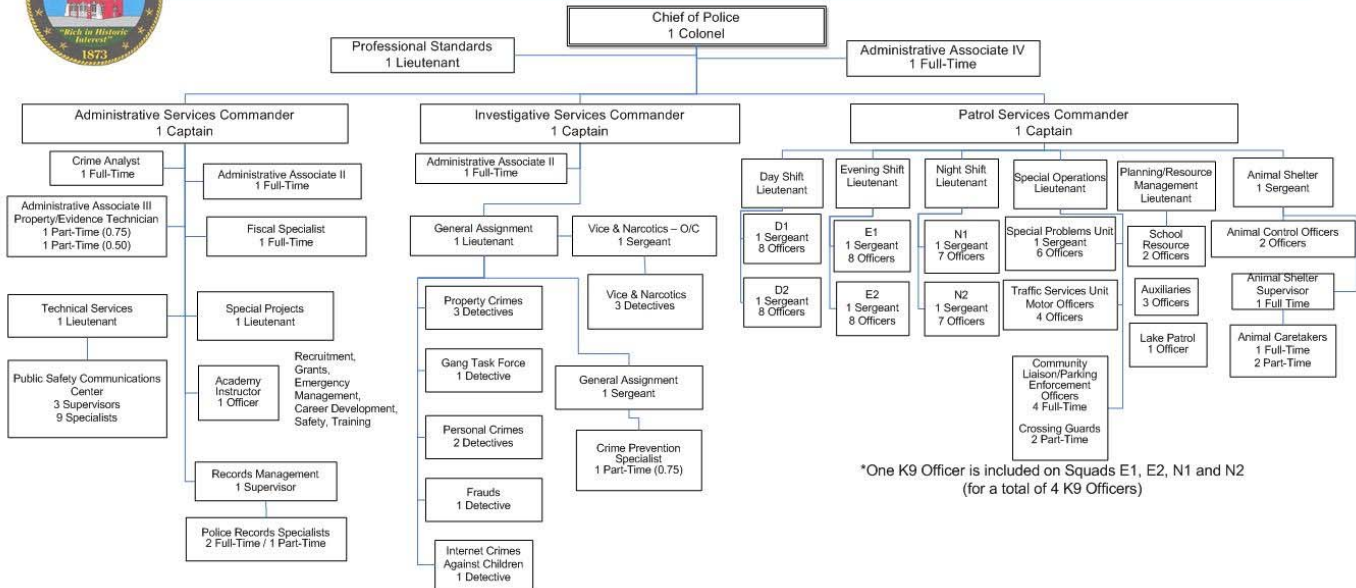 "Rich in Historic
Interest"
1873
Chief of Police
1 Colonel
Professional Standards
1 Lieutenant
Administrative Associate IV
1 Full-Time
Administrative Services Commander
1 Captain
Crime Analyst
1 Full-Time
Administrative Associate II
1 Full-Time
Administrative Associate III
Property/Evidence Technician
1 Part-Time (0.75)
1 Part-Time (0.50)
Fiscal Specialist
1 Full-Time
Technical Services
1 Lieutenant
Special Projects
1 Lieutenant
Public Safety Communications
Center
3 Supervisors
9 Specialists
Academy
Instructor
1 Officer
Recruitment,
Grants,
Emergency
Management,
Career Development,
Safety, Training
Records Management
1 Supervisor
Police Records Specialists
2 Full-Time / 1 Part-Time
Investigative Services Commander
1 Captain
Administrative Associate II
1 Full-Time
General Assignment
1 Lieutenant
Vice & Narcotics – O/C
1 Sergeant
Vice & Narcotics
3 Detectives
Property Crimes
3 Detectives
Gang Task Force
1 Detective
Personal Crimes
2 Detectives
Frauds
1 Detective
Internet Crimes
Against Children
1 Detective
General Assignment
1 Sergeant
Crime Prevention
Specialist
1 Part-Time (0.75)
Patrol Services Commander
1 Captain
Day Shift
Lieutenant
D1
1 Sergeant
8 Officers
D2
1 Sergeant
8 Officers
Evening Shift
Lieutenant
E1
1 Sergeant
8 Officers
E2
1 Sergeant
8 Officers
Night Shift
Lieutenant
N1
1 Sergeant
7 Officers
N2
1 Sergeant
7 Officers
Special Operations
Lieutenant
Special Problems Unit
1 Sergeant
6 Officers
Traffic Services Unit
Motor Officers
4 Officers
Community
Liaison/Parking
Enforcement
Officers
4 Full-Time
Crossing Guards
2 Part-Time
Planning/Resource
Management
Lieutenant
School
Resource
2 Officers
Auxiliaries
3 Officers
Lake Patrol
1 Officer
Animal Shelter
1 Sergeant
Animal Control Officers
2 Officers
Animal Shelter
Supervisor
1 Full Time
Animal Caretakers
1 Full-Time
2 Part-Time
*One K9 Officer is included on Squads E1, E2, N1 and N2
(for a total of 4 K9 Officers)